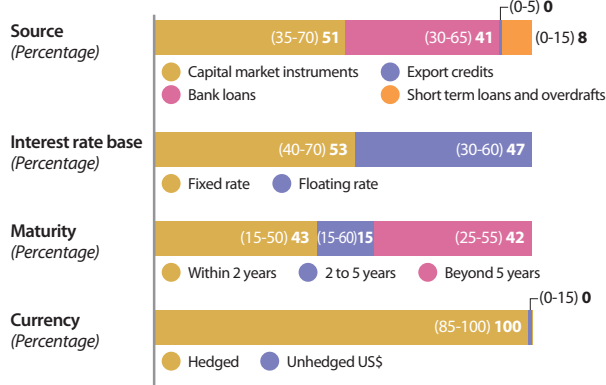 (0-5) 0
Source (35-70) 51 (30-65) 41 (0-15) 8
(Percentage)
Capital market instruments Export credits
Bank loans Short term loans and overdrafts
Interest rate base (40-70) 53 (30-60) 47
(Percentage)
Fixed rate Floating rate
Maturity (15-50) 43 (15-60)15 (25-55) 42
(Percentage)
Within 2 years 2 to 5 years Beyond 5 years
(0-15) 0
Currency (85-100) 100
(Percentage)
Hedged Unhedged US$